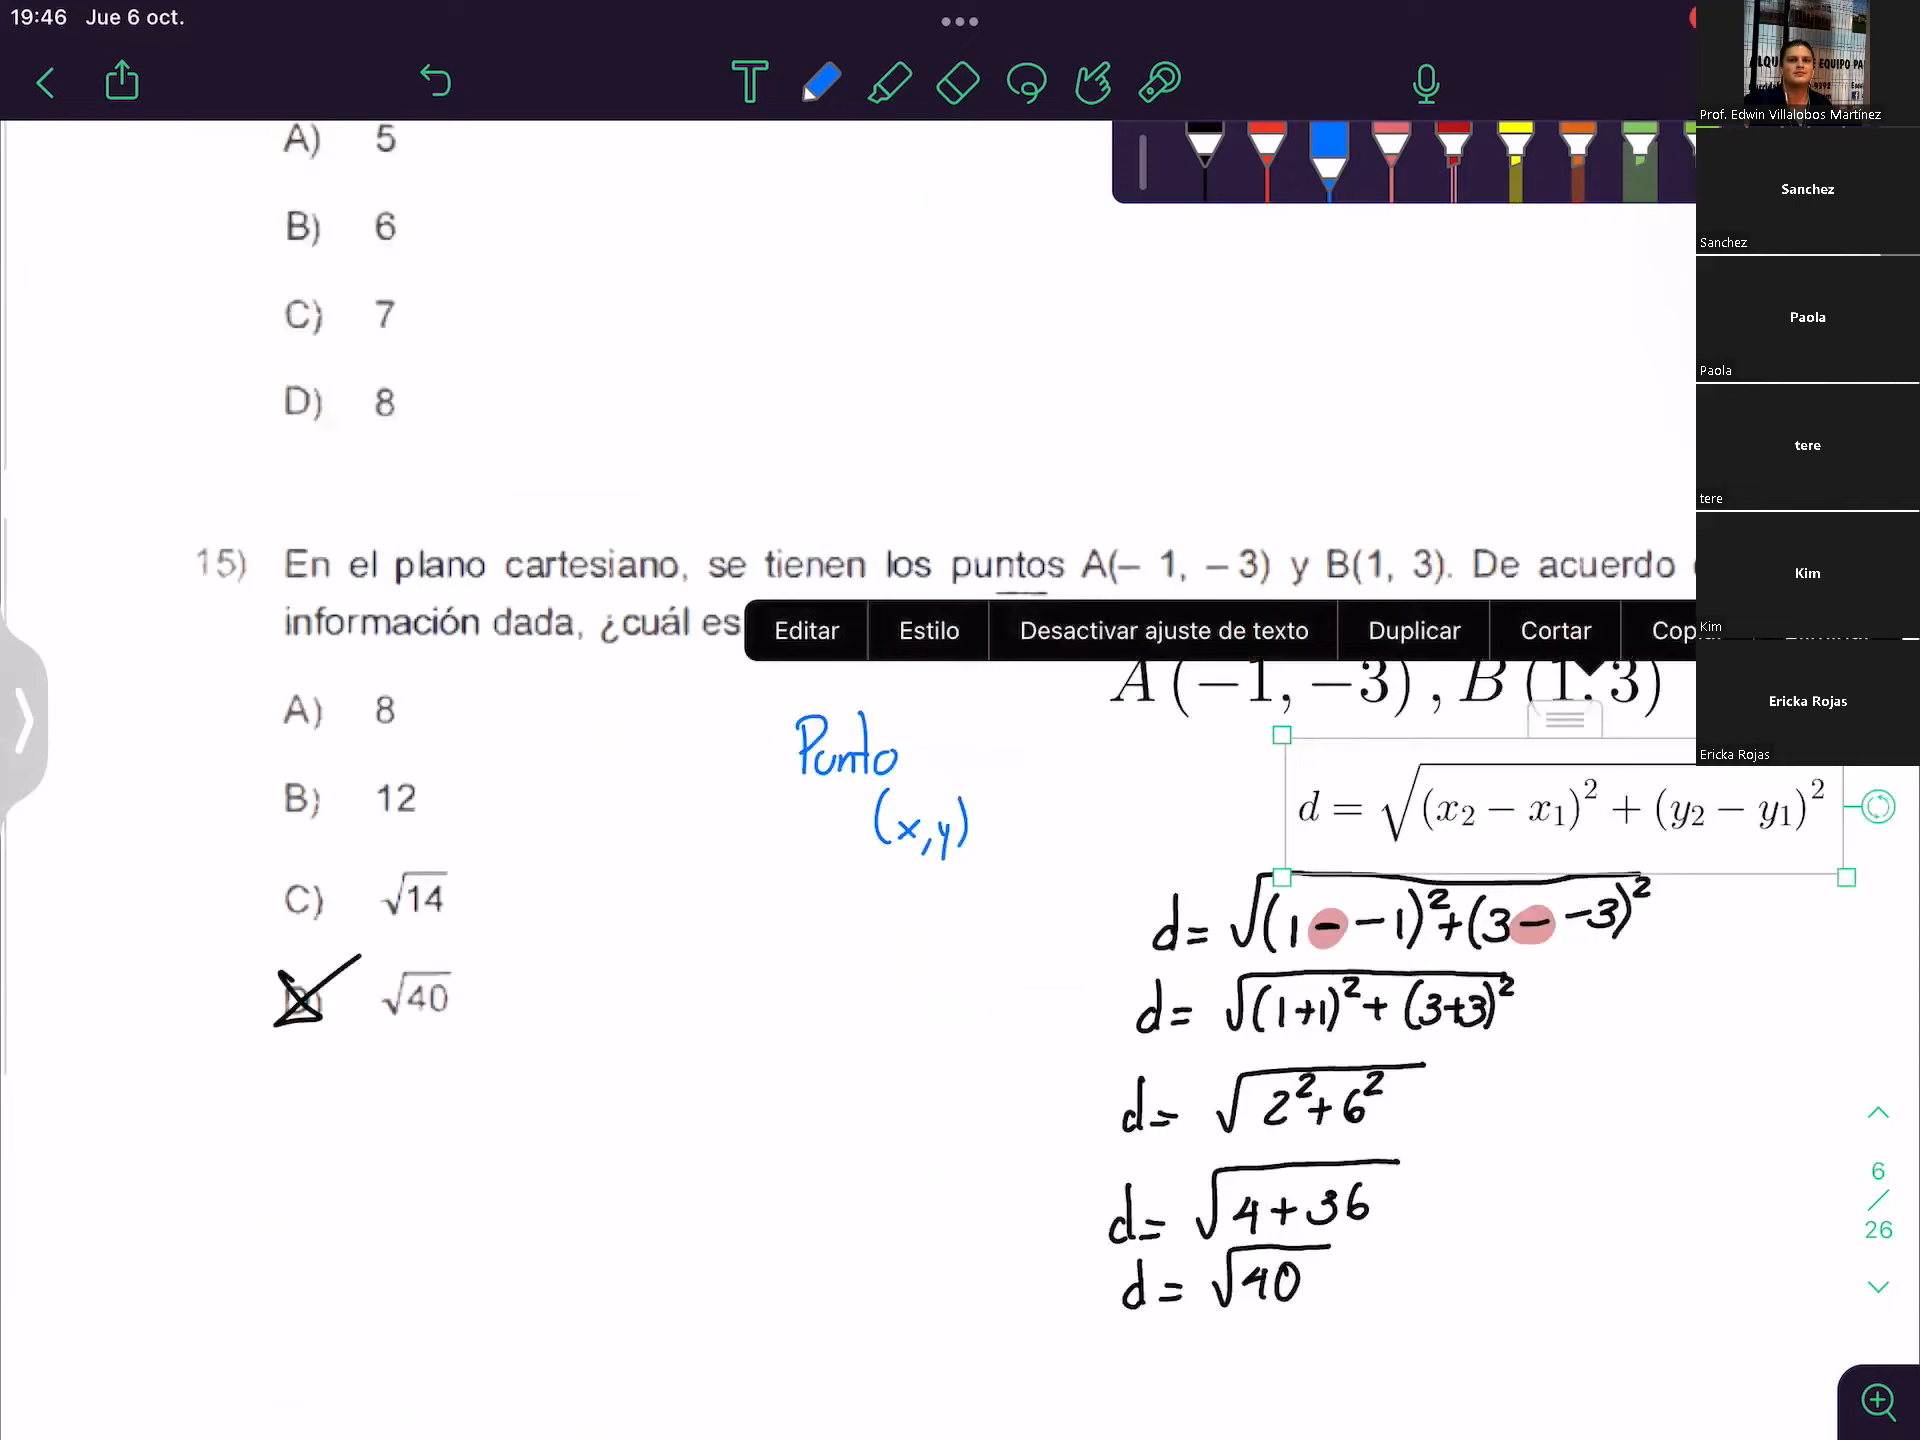 19:46 Jue 6 oct.
Prof. Edwin Villalobos Martínez
Sanchez
Sanchez
Paola
Paola
tere
tere
Kim
Kim
Ericka Rojas
Ericka Rojas
A) 5
B) 6
C) 7
D) 8
15) En el plano cartesiano, se tienen los puntos A(– 1, – 3) y B(1, 3). De acuerdo
información dada, ¿cuál es
Editar Estilo Desactivar ajuste de texto Duplicar Cortar
A (−1, −3) , B (1, 3)
A) 8
B) 12
C) √14
D) √40
Punto
(x,y)
d = √(x₂ − x₁)² + (y₂ − y₁)²
d= √(1 − −1)²+(3 − −3)²
d= √(1+1)²+ (3+3)²
d= √2²+6²
d= √4+36
d= √40
6
/
26